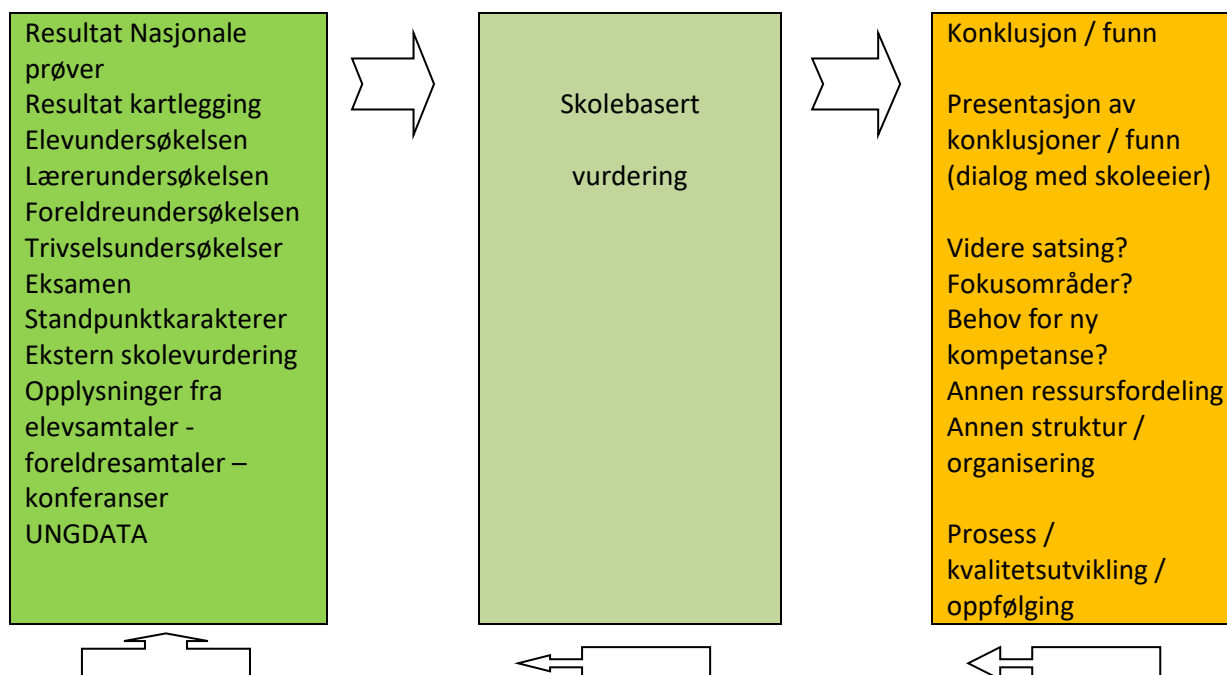 Resultat Nasjonale
prøver
Resultat kartlegging
Elevundersøkelsen
Lærerundersøkelsen
Foreldreundersøkelsen
Trivselsundersøkelser
Eksamen
Standpunktkarakterer
Ekstern skolevurdering
Opplysninger fra
elevsamtaler -
foreldresamtaler –
konferanser
UNGDATA
Skolebasert
vurdering
Konklusjon / funn
Presentasjon av
konklusjoner / funn
(dialog med skoleeier)
Videre satsing?
Fokusområder?
Behov for ny
kompetanse?
Annen ressursfordeling
Annen struktur /
organisering
Prosess /
kvalitetsutvikling /
oppfølging